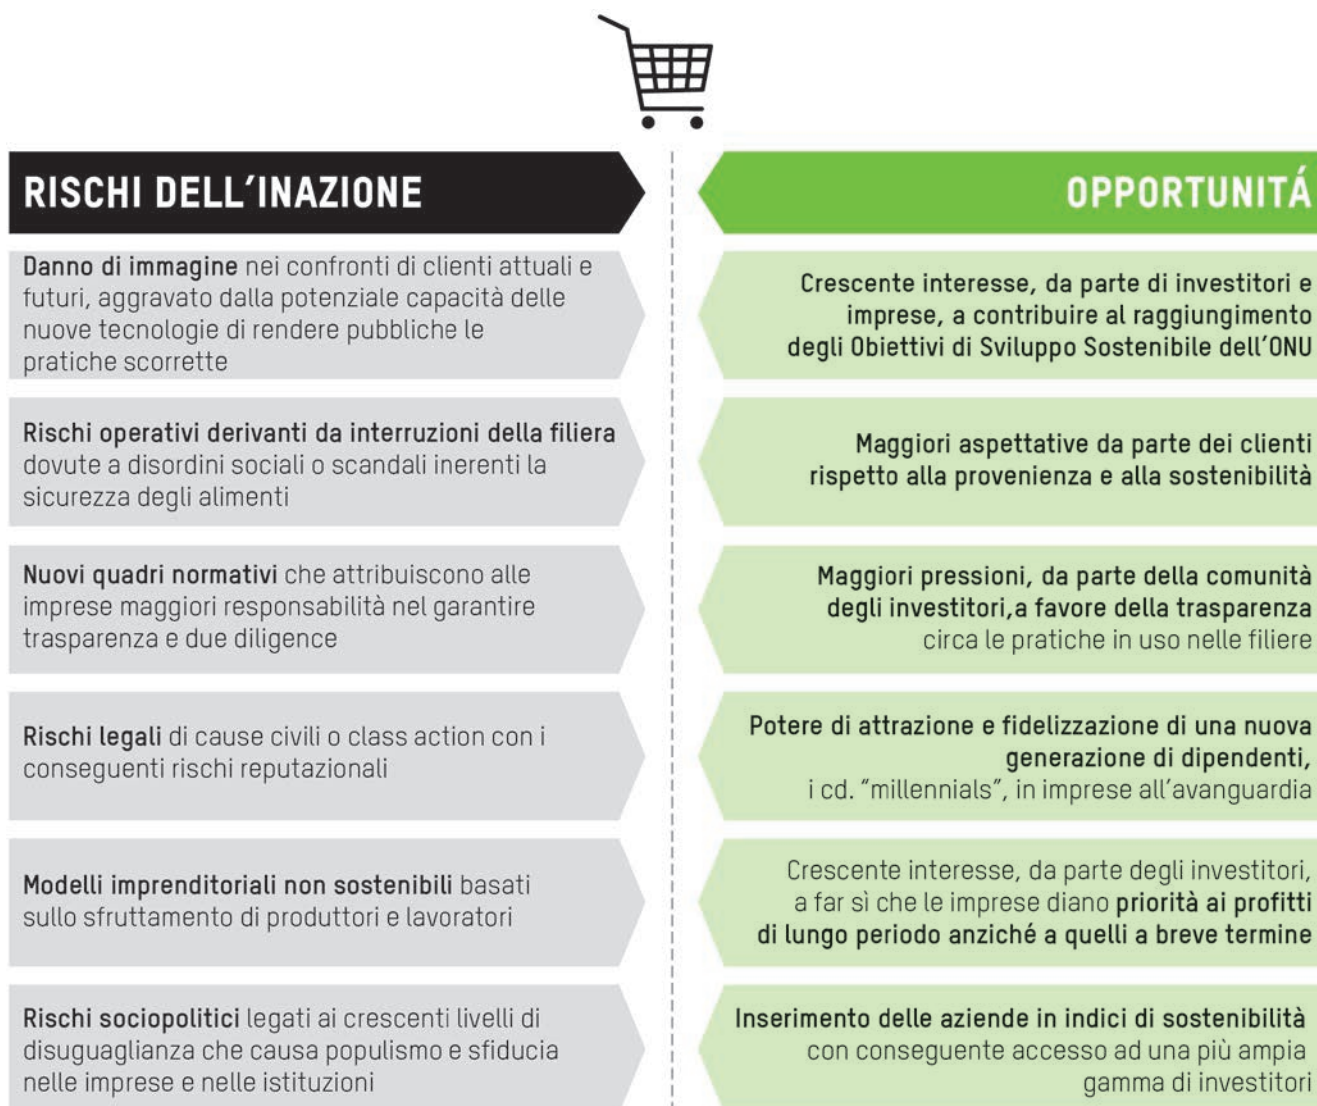 RISCHI DELL'INAZIONE
Danno di immagine nei confronti di clienti attuali e
futuri, aggravato dalla potenziale capacità delle
nuove tecnologie di rendere pubbliche le
pratiche scorrette
Rischi operativi derivanti da interruzioni della filiera
dovute a disordini sociali o scandali inerenti la
sicurezza degli alimenti
Nuovi quadri normativi che attribuiscono alle
imprese maggiori responsabilità nel garantire
trasparenza e due diligence
Rischi legali di cause civili o class action con i
conseguenti rischi reputazionali
Modelli imprenditoriali non sostenibili basati
sullo sfruttamento di produttori e lavoratori
Rischi sociopolitici legati ai crescenti livelli di
disuguaglianza che causa populismo e sfiducia
nelle imprese e nelle istituzioni
OPPORTUNITÁ
Crescente interesse, da parte di investitori e
imprese, a contribuire al raggiungimento
degli Obiettivi di Sviluppo Sostenibile dell'ONU
Maggiori aspettative da parte dei clienti
rispetto alla provenienza e alla sostenibilità
Maggiori pressioni, da parte della comunità
degli investitori,a favore della trasparenza
circa le pratiche in uso nelle filiere
Potere di attrazione e fidelizzazione di una nuova
generazione di dipendenti,
i cd. "millennials", in imprese all'avanguardia
Crescente interesse, da parte degli investitori,
a far sì che le imprese diano priorità ai profitti
di lungo periodo anziché a quelli a breve termine
Inserimento delle aziende in indici di sostenibilità
con conseguente accesso ad una più ampia
gamma di investitori